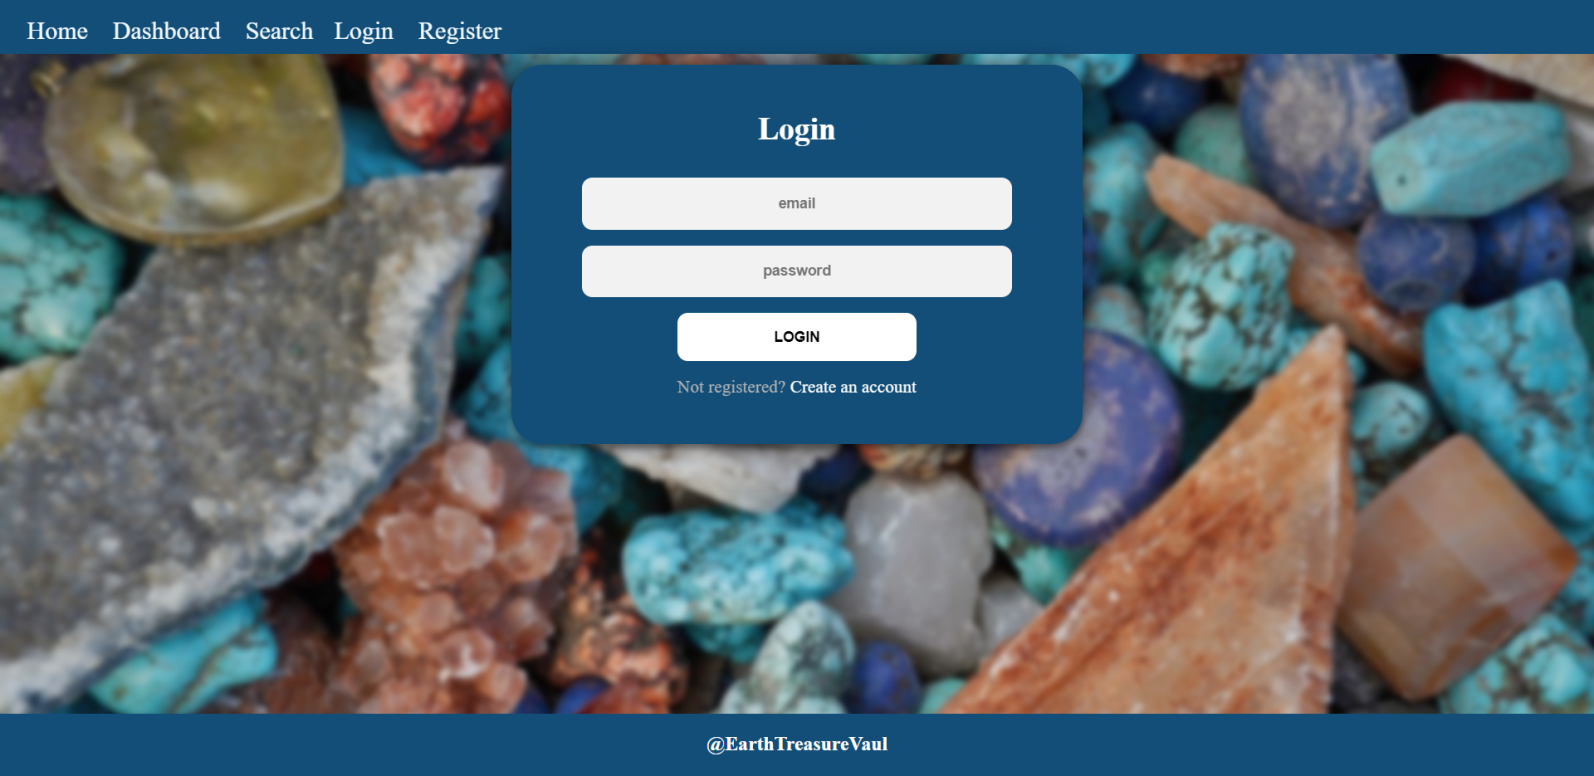 Home Dashboard Search Login Register
Login
email
password
LOGIN
Not registered? Create an account
@EarthTreasureVaul